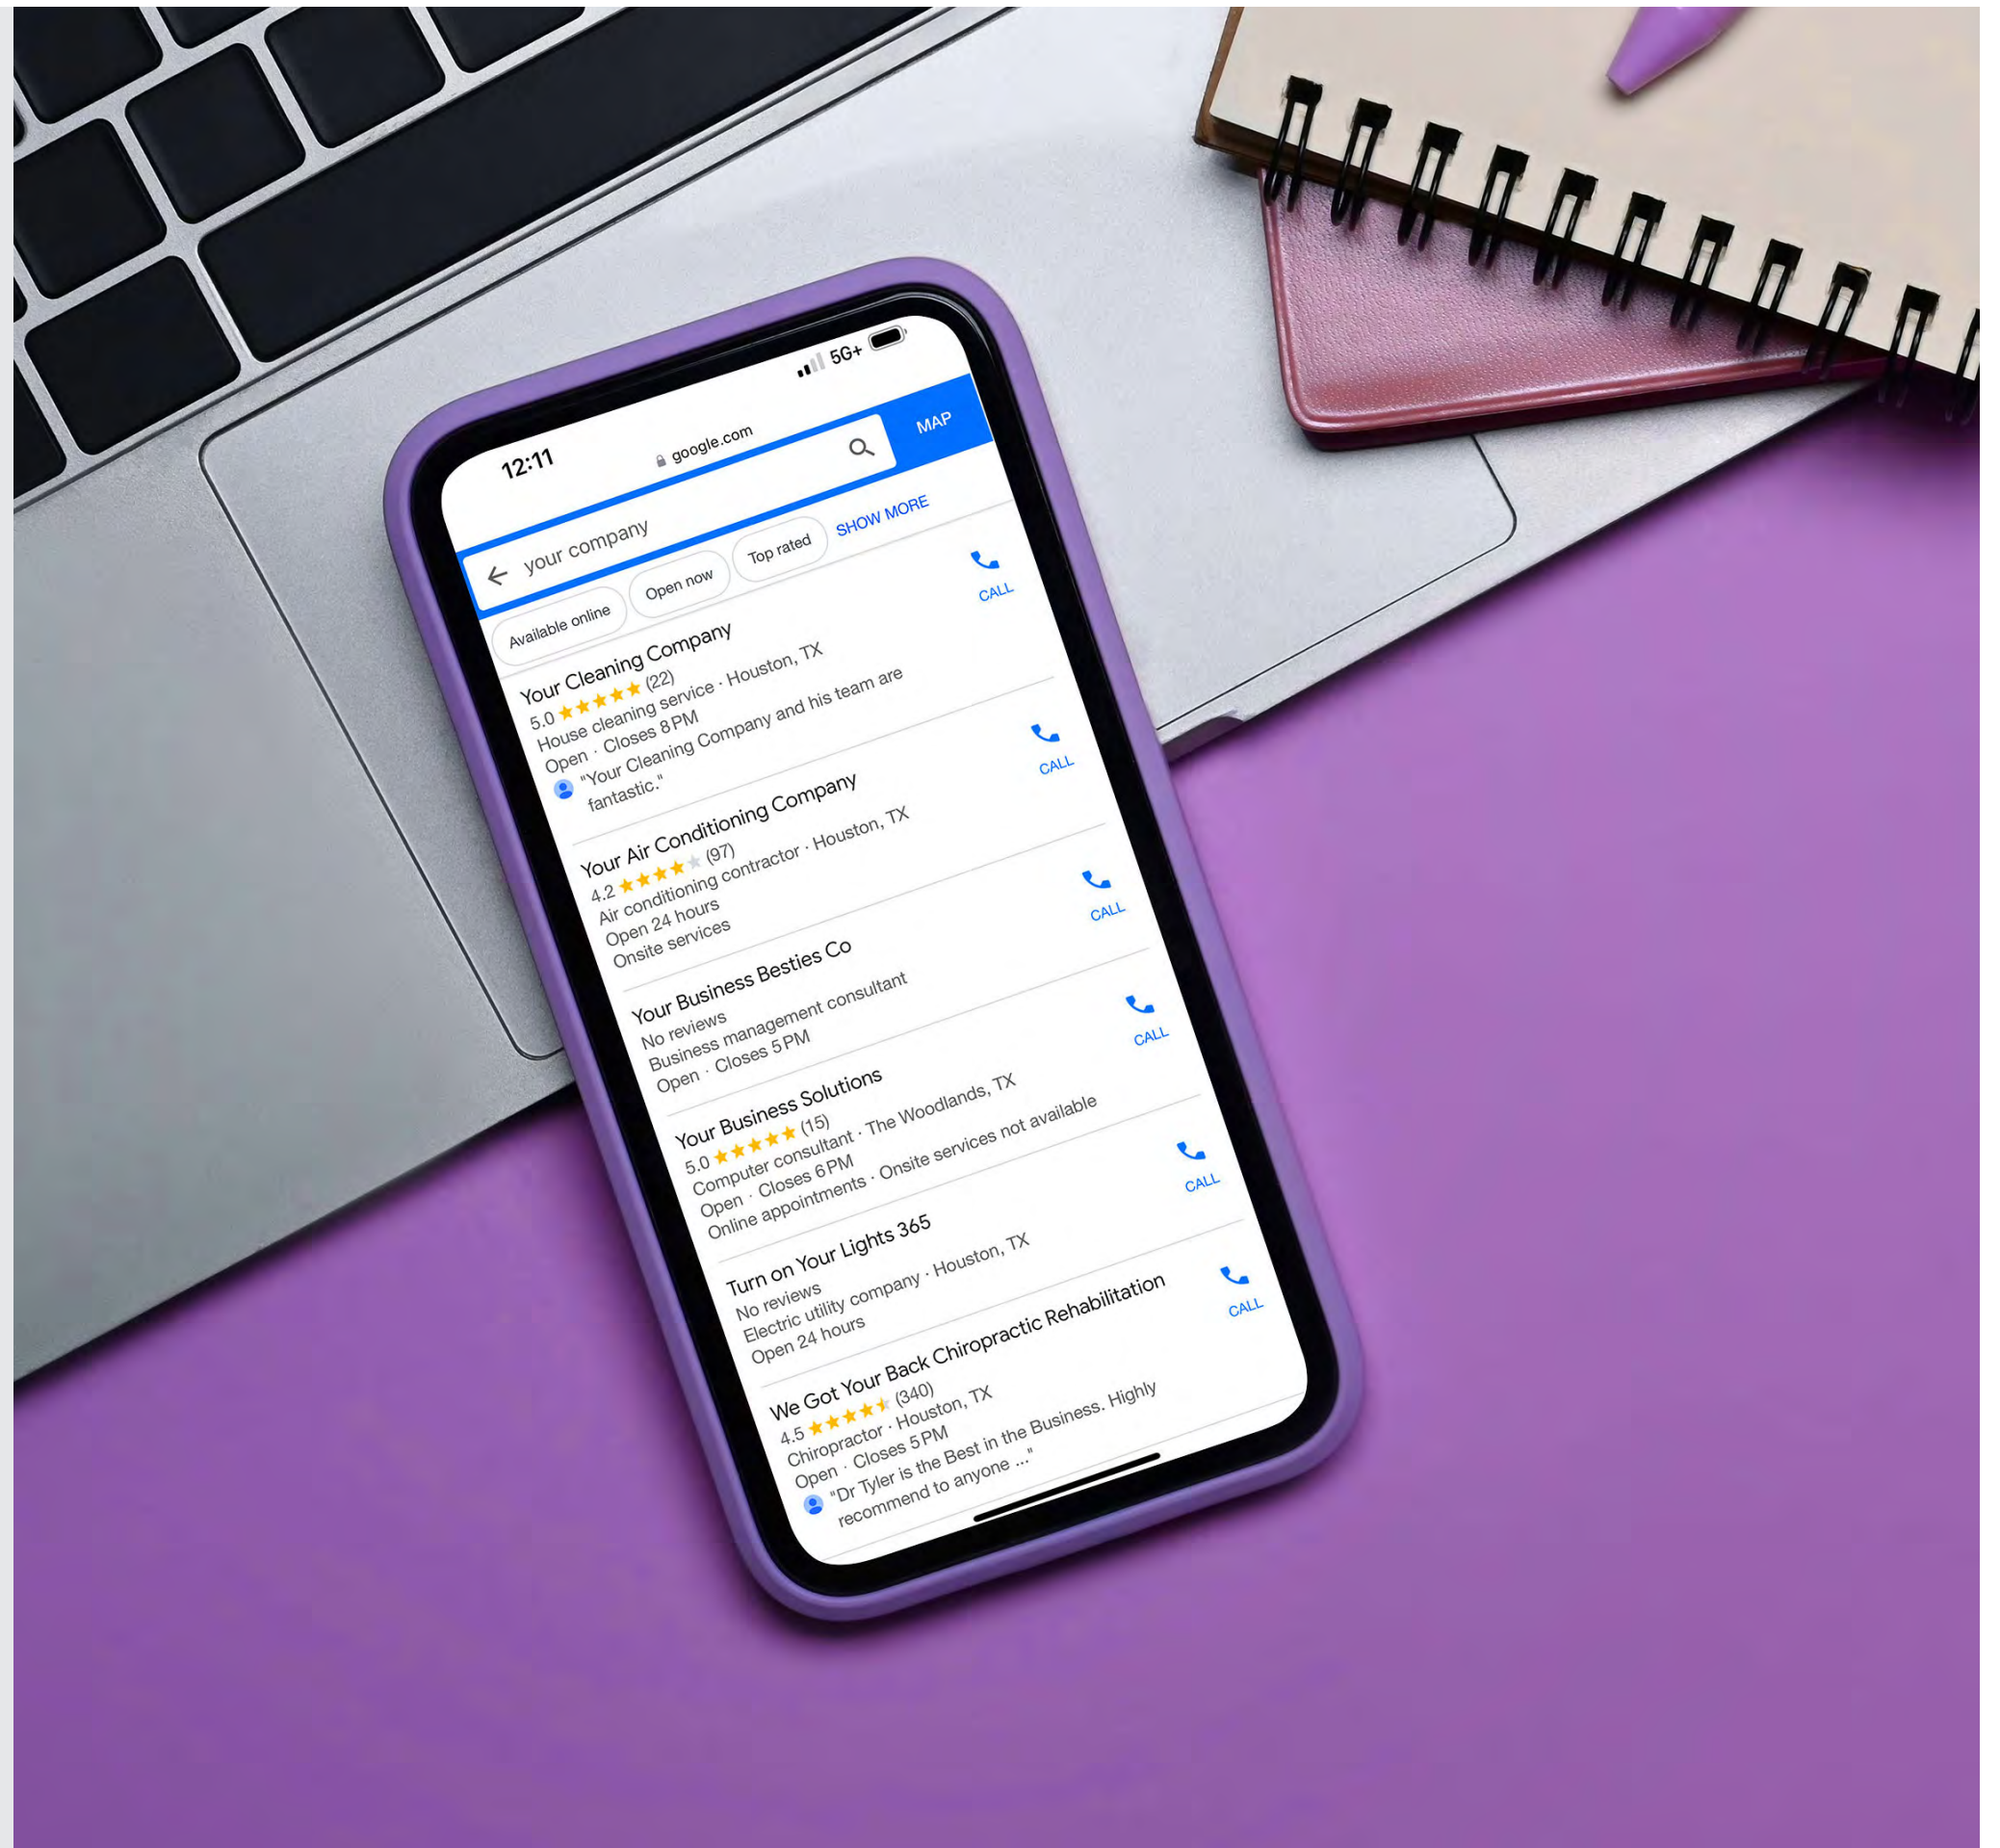 12:11
5G+
google.com
your company
MAP
Available online
Open now
Top rated
SHOW MORE
Your Cleaning Company
5.0 (22)
House cleaning service · Houston, TX
Open · Closes 8 PM
"Your Cleaning Company and his team are
fantastic."
CALL
Your Air Conditioning Company
4.2 (97)
Air conditioning contractor · Houston, TX
Open 24 hours
Onsite services
CALL
Your Business Besties Co
No reviews
Business management consultant
Open · Closes 5 PM
CALL
Your Business Solutions
5.0 (15)
Computer consultant · The Woodlands, TX
Open · Closes 6 PM
Online appointments · Onsite services not available
CALL
Turn on Your Lights 365
No reviews
Electric utility company · Houston, TX
Open 24 hours
CALL
We Got Your Back Chiropractic Rehabilitation
4.5 (340)
Chiropractor · Houston, TX
Open · Closes 5 PM
"Dr Tyler is the Best in the Business. Highly
recommend to anyone ..."
CALL